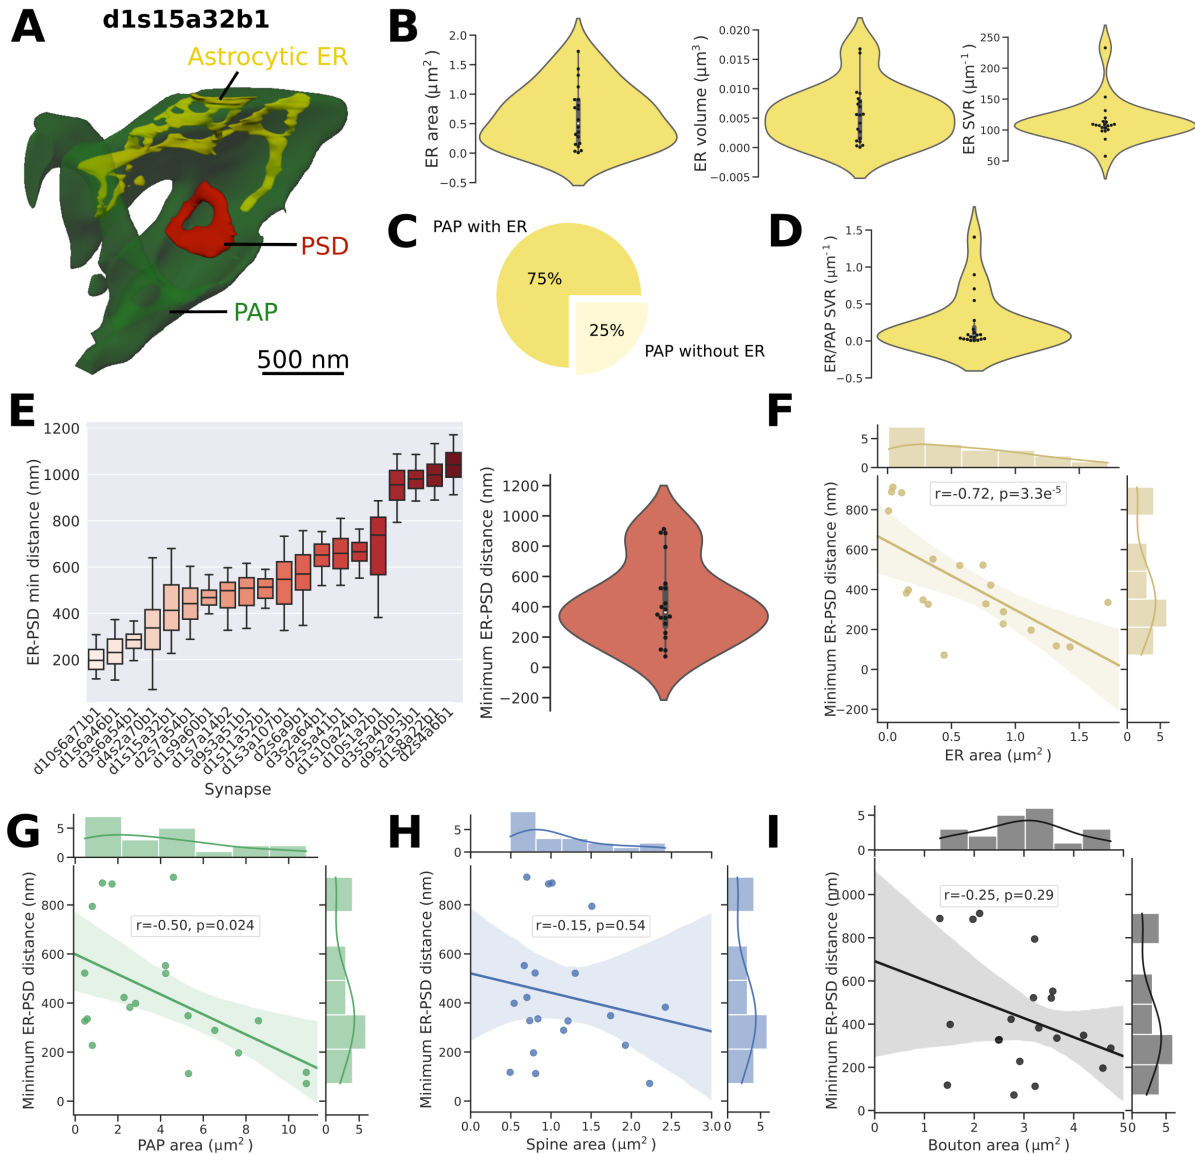 A
d1s15a32b1
Astrocytic ER
PSD
PAP
500 nm
B
ER area (μm²)
2.0
1.5
1.0
0.5
0.0
−0.5
ER volume (μm³)
0.020
0.015
0.010
0.005
0.000
−0.005
ER SVR (μm⁻¹)
250
200
150
100
50
C
PAP with ER
75%
25%
PAP without ER
D
ER/PAP SVR (μm⁻¹)
1.5
1.0
0.5
0.0
−0.5
E
ER-PSD min distance (nm)
1200
1000
800
600
400
200
d10s6a71b1
d1s6a46b1
d3s6a54b1
d4s2a70b1
d1s15a32b1
d2s7a54b1
d1s9a60b1
d1s7a14b2
d9s3a51b1
d1s11a52b1
d1s3a107b1
d2s6a9b1
d3s2a64b1
d2s5a41b1
d1s10a24b1
d10s1a2b1
d3s5a40b1
d9s2a53b1
d1s8a22b1
d2s4a6b1
Synapse
Minimum ER-PSD distance (nm)
1200
1000
800
600
400
200
0
−200
F
5
0
r=-0.72, p=3.3e⁻⁵
Minimum ER-PSD distance (nm)
800
600
400
200
0
−200
0.0 0.5 1.0 1.5
0 5
ER area (μm²)
G
5
0
r=-0.50, p=0.024
Minimum ER-PSD distance (nm)
800
600
400
200
0
0 2 4 6 8 10
0 5
PAP area (μm²)
H
5
0
r=-0.15, p=0.54
Minimum ER-PSD distance (nm)
800
600
400
200
0
0.0 0.5 1.0 1.5 2.0 2.5 3.0
0 5
Spine area (μm²)
I
5
0
r=-0.25, p=0.29
Minimum ER-PSD distance (nm)
1000
800
600
400
200
0
0 1 2 3 4 5
0 5
Bouton area (μm²)